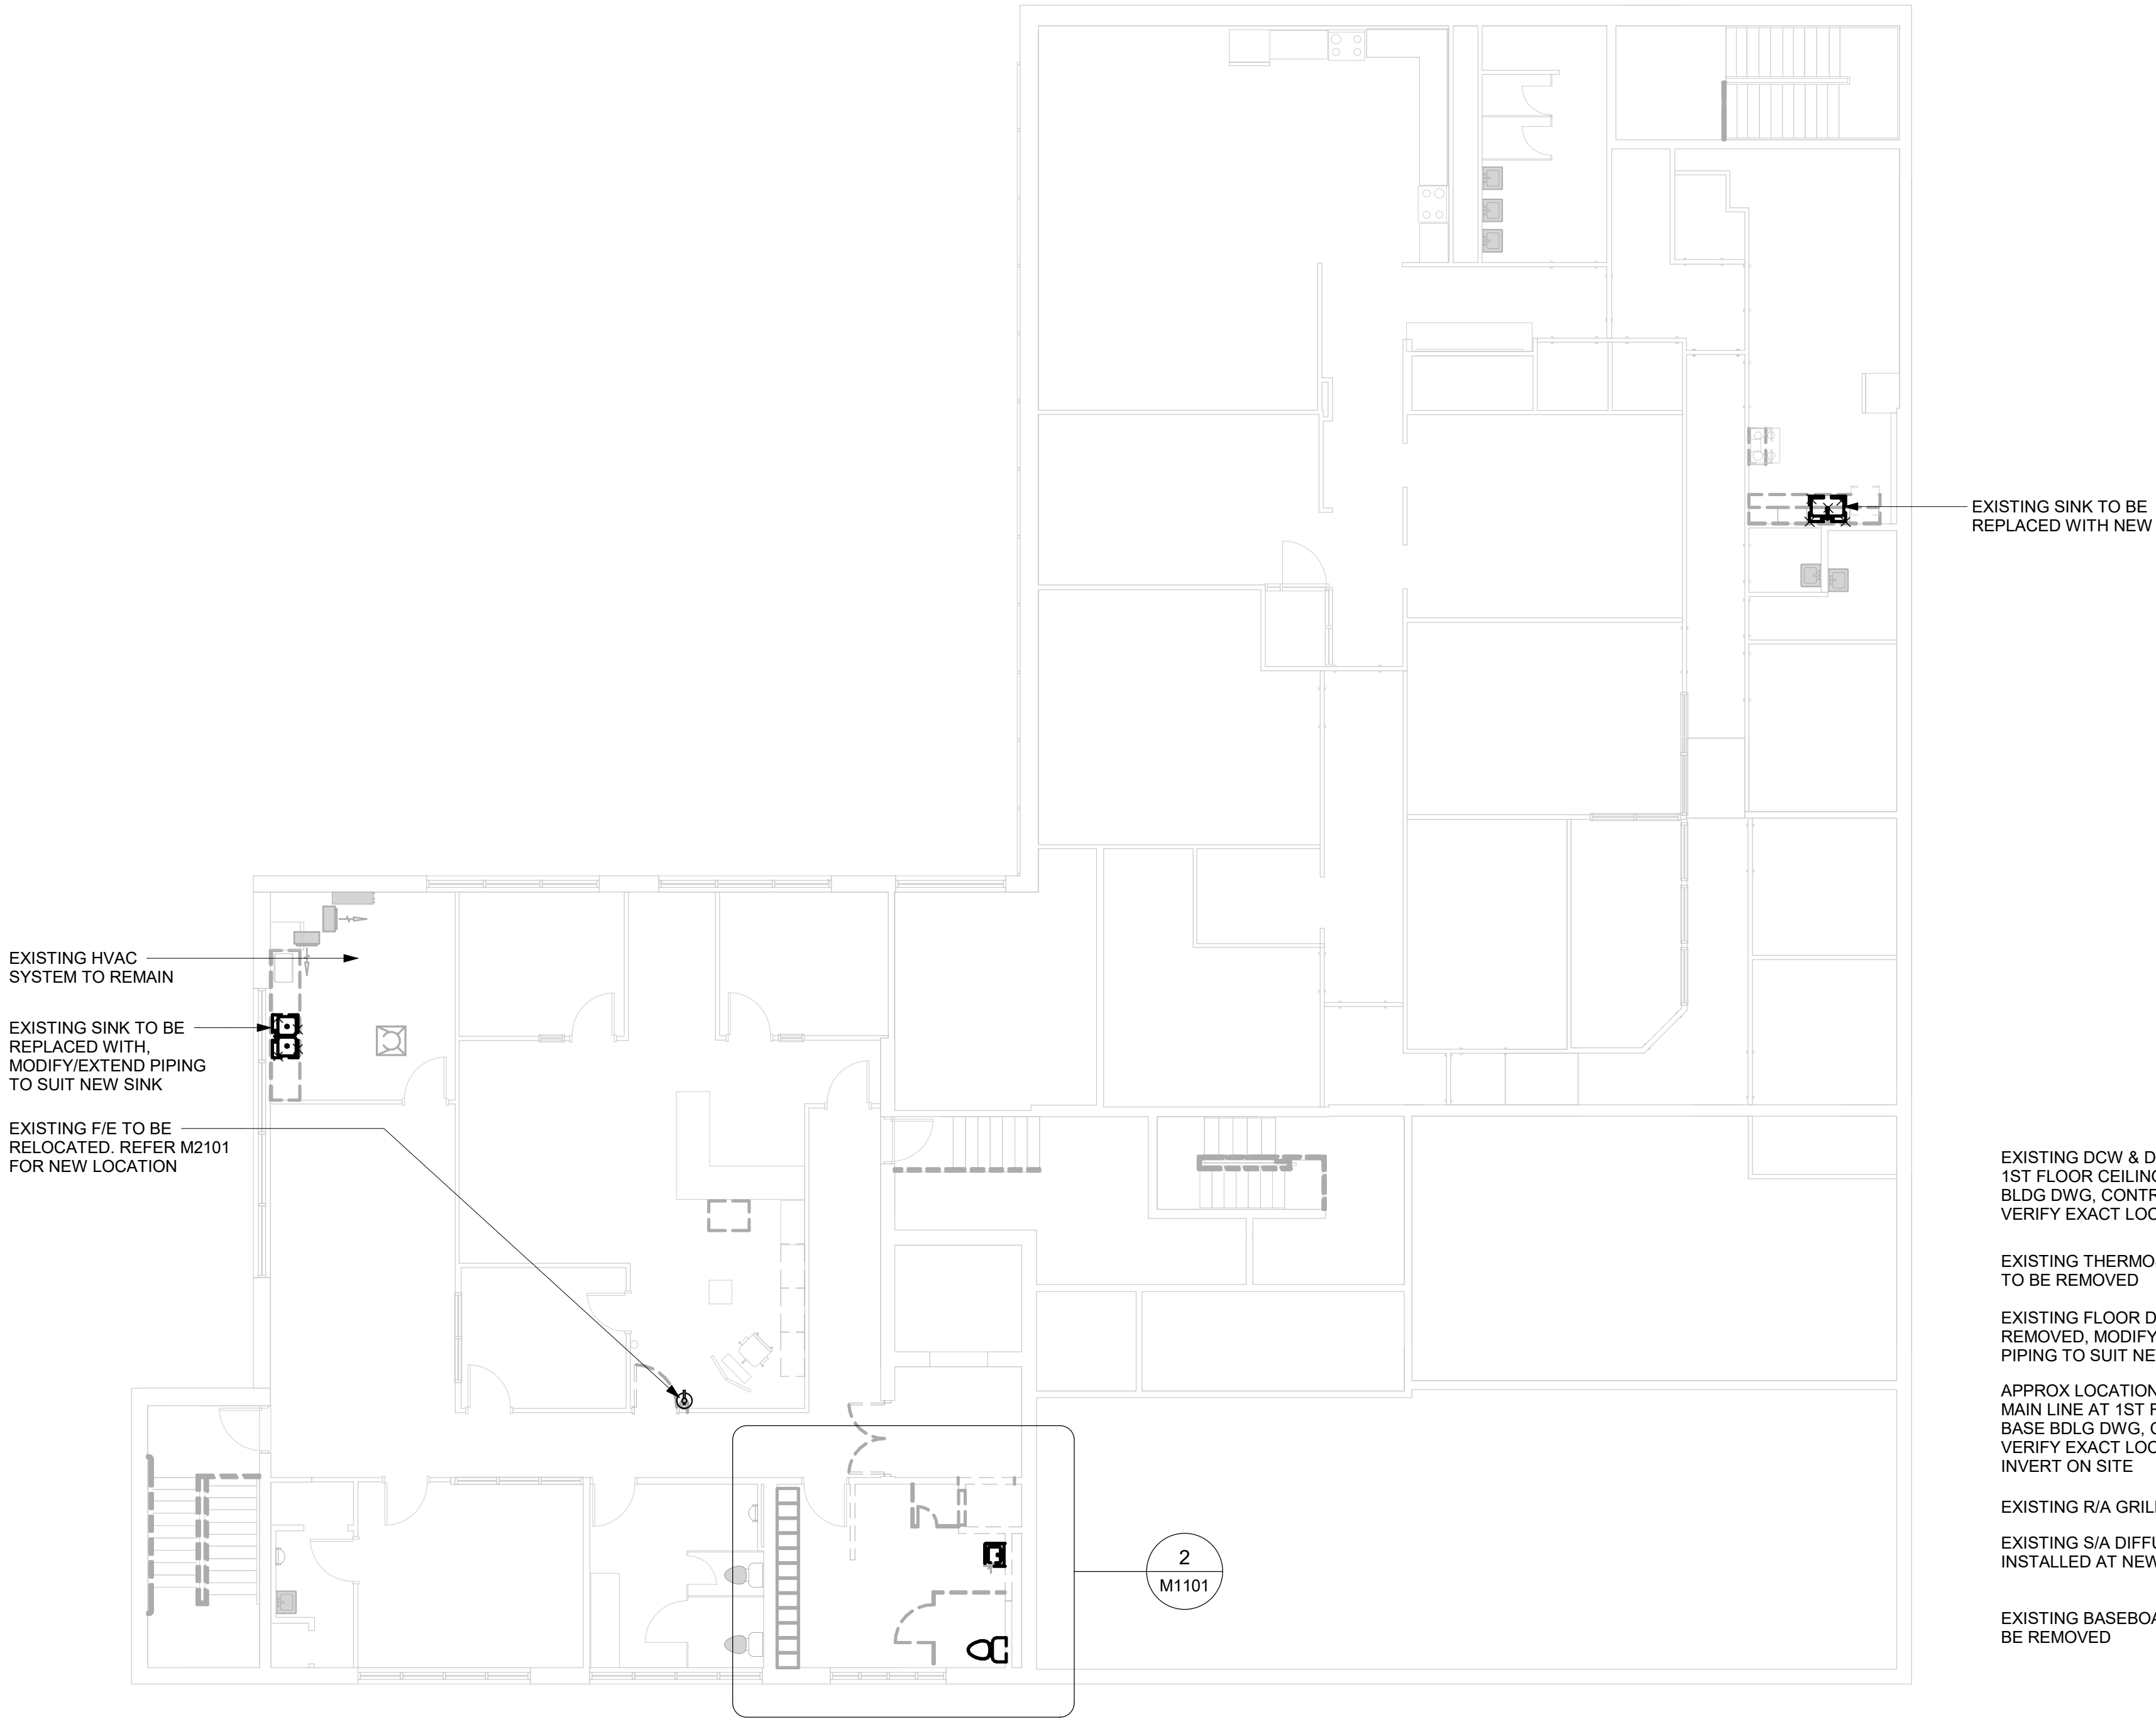 EXISTING SINK TO BE
REPLACED WITH NEW
EXISTING HVAC
SYSTEM TO REMAIN
EXISTING SINK TO BE
REPLACED WITH,
MODIFY/EXTEND PIPING
TO SUIT NEW SINK
EXISTING F/E TO BE
RELOCATED. REFER M2101
FOR NEW LOCATION
2
M1101
EXISTING DCW & D
1ST FLOOR CEILING
BLDG DWG, CONTR
VERIFY EXACT LOC
EXISTING THERMO
TO BE REMOVED
EXISTING FLOOR D
REMOVED, MODIFY
PIPING TO SUIT NE
APPROX LOCATION
MAIN LINE AT 1ST F
BASE BDLG DWG, C
VERIFY EXACT LOC
INVERT ON SITE
EXISTING R/A GRIL
EXISTING S/A DIFFU
INSTALLED AT NEW
EXISTING BASEBOA
BE REMOVED